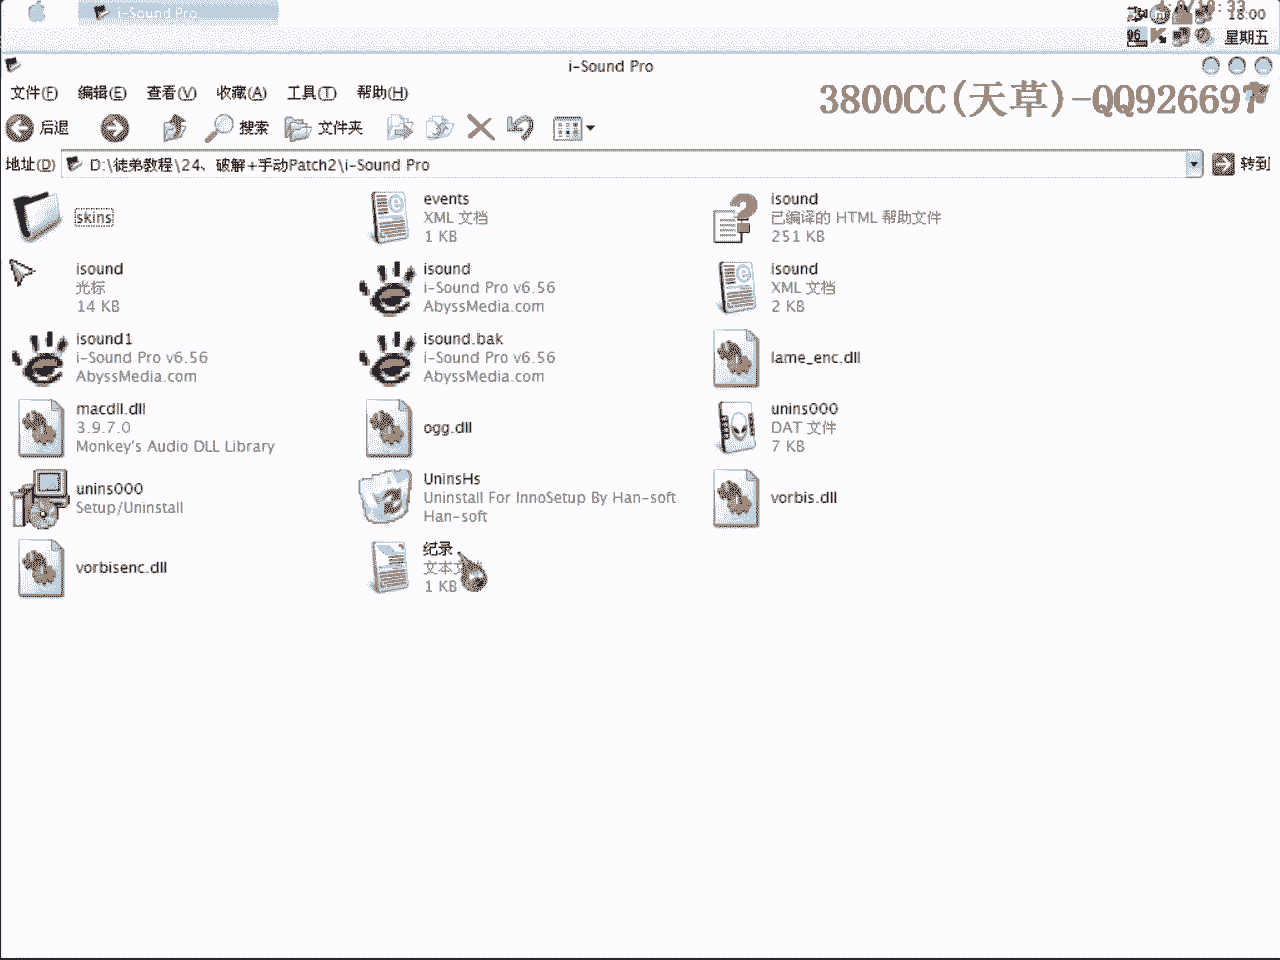 i-Sound Pro
18:00
星期五
i-Sound Pro
文件(F) 编辑(E) 查看(V) 收藏(A) 工具(T) 帮助(H)
3800CC(天草)-QQ926697
后退 搜索 文件夹
地址(D) D:\徒弟教程\24、破解+手动Patch2\i-Sound Pro 转到
skins
events
XML 文档
1 KB
isound
已编译的 HTML 帮助文件
251 KB
isound
光标
14 KB
isound
i-Sound Pro v6.56
AbyssMedia.com
isound
XML 文档
2 KB
isound1
i-Sound Pro v6.56
AbyssMedia.com
isound.bak
i-Sound Pro v6.56
AbyssMedia.com
lame_enc.dll
macdll.dll
3.9.7.0
Monkey's Audio DLL Library
ogg.dll
unins000
DAT 文件
7 KB
unins000
Setup/Uninstall
UninsHs
Uninstall For InnoSetup By Han-soft
Han-soft
vorbis.dll
vorbisenc.dll
纪录
文本文
1 KB